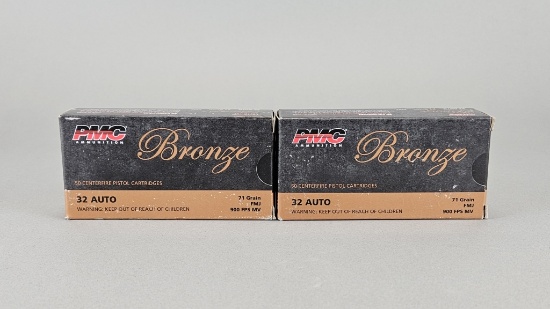 PMC
AMMUNITION
Bronze
50 CENTERFIRE PISTOL CARTRIDGES
32 AUTO
WARNING: KEEP OUT OF REACH OF CHILDREN
71 Grain
FMJ
900 FPS MV
PMC
AMMUNITION
Bronze
50 CENTERFIRE PISTOL CARTRIDGES
32 AUTO
WARNING: KEEP OUT OF REACH OF CHILDREN
71 Grain
FMJ
900 FPS MV